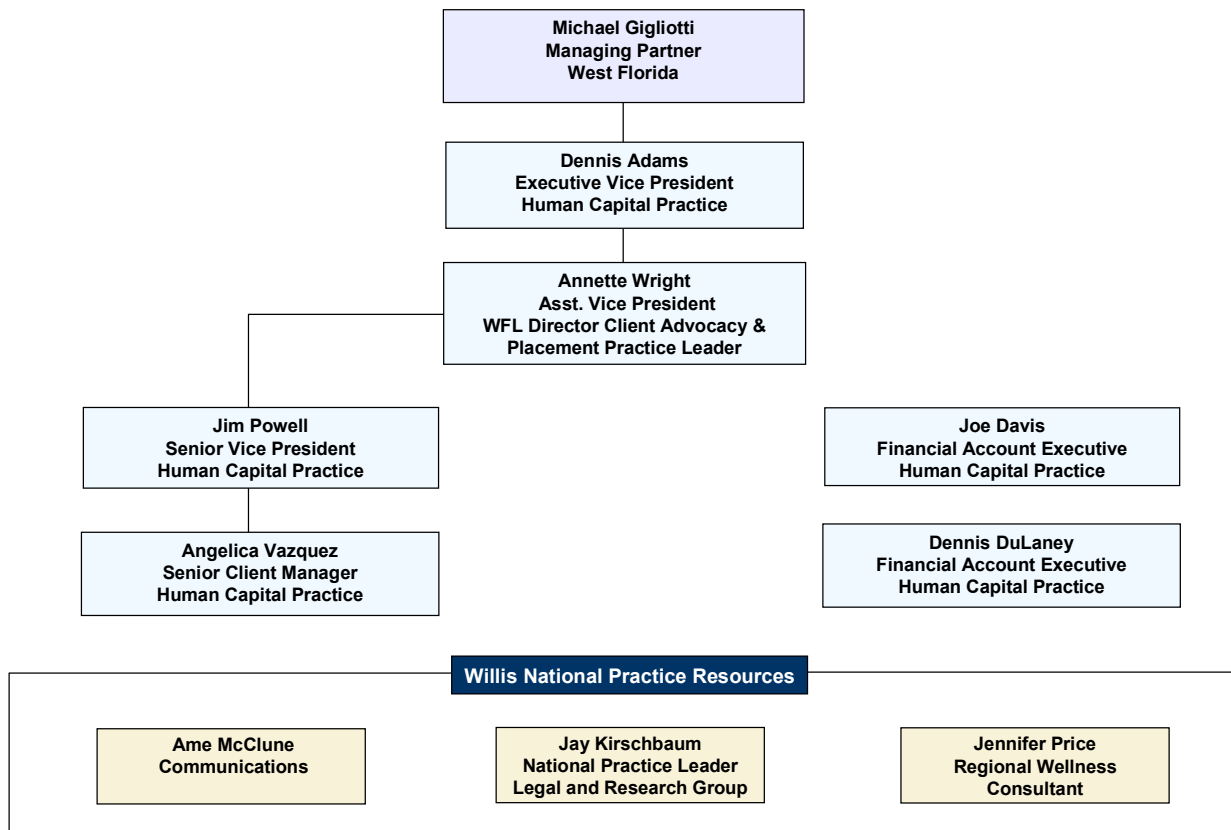 Michael Gigliotti
Managing Partner
West Florida
Dennis Adams
Executive Vice President
Human Capital Practice
Annette Wright
Asst. Vice President
WFL Director Client Advocacy &
Placement Practice Leader
Jim Powell
Senior Vice President
Human Capital Practice
Joe Davis
Financial Account Executive
Human Capital Practice
Angelica Vazquez
Senior Client Manager
Human Capital Practice
Dennis DuLaney
Financial Account Executive
Human Capital Practice
Willis National Practice Resources
Ame McClune
Communications
Jay Kirschbaum
National Practice Leader
Legal and Research Group
Jennifer Price
Regional Wellness
Consultant